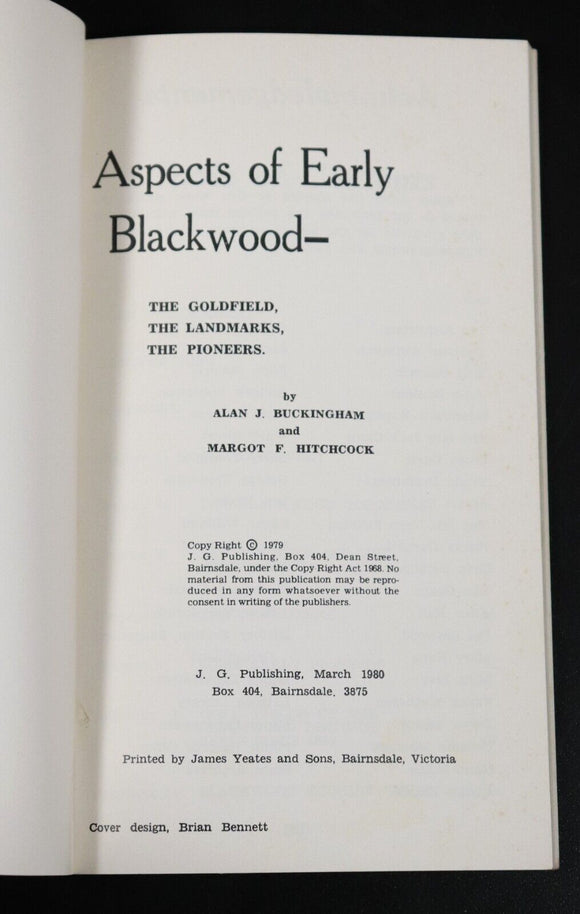 Aspects of Early
Blackwood—
THE GOLDFIELD,
THE LANDMARKS,
THE PIONEERS.
by
ALAN J. BUCKINGHAM
and
MARGOT F. HITCHCOCK
Copy Right © 1979
J. G. Publishing, Box 404, Dean Street,
Bairnsdale, under the Copy Right Act 1968. No
material from this publication may be repro-
duced in any form whatsoever without the
consent in writing of the publishers.
J. G. Publishing, March 1980
Box 404, Bairnsdale, 3875
Printed by James Yeates and Sons, Bairnsdale, Victoria
Cover design, Brian Bennett